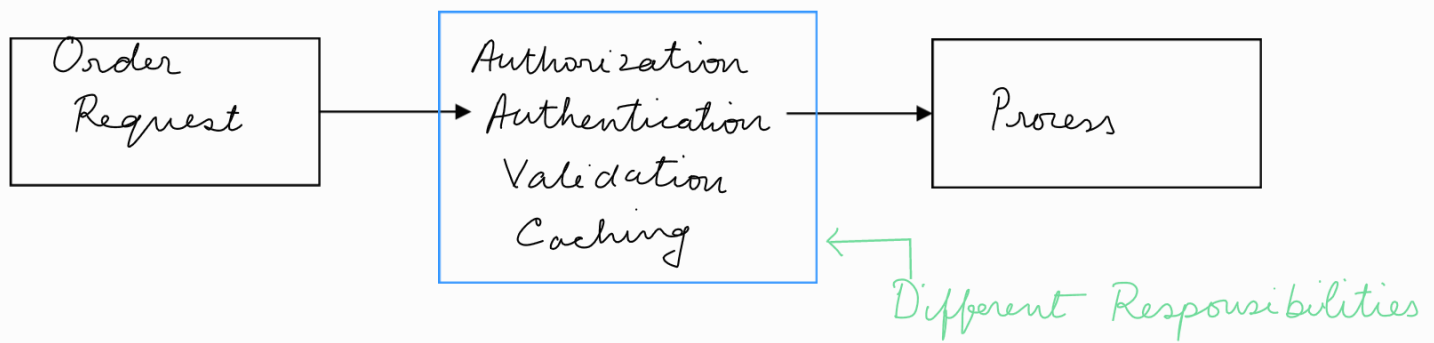 Order
Request
Authorization
Authentication
Validation
Caching
Process
Different Responsibilities